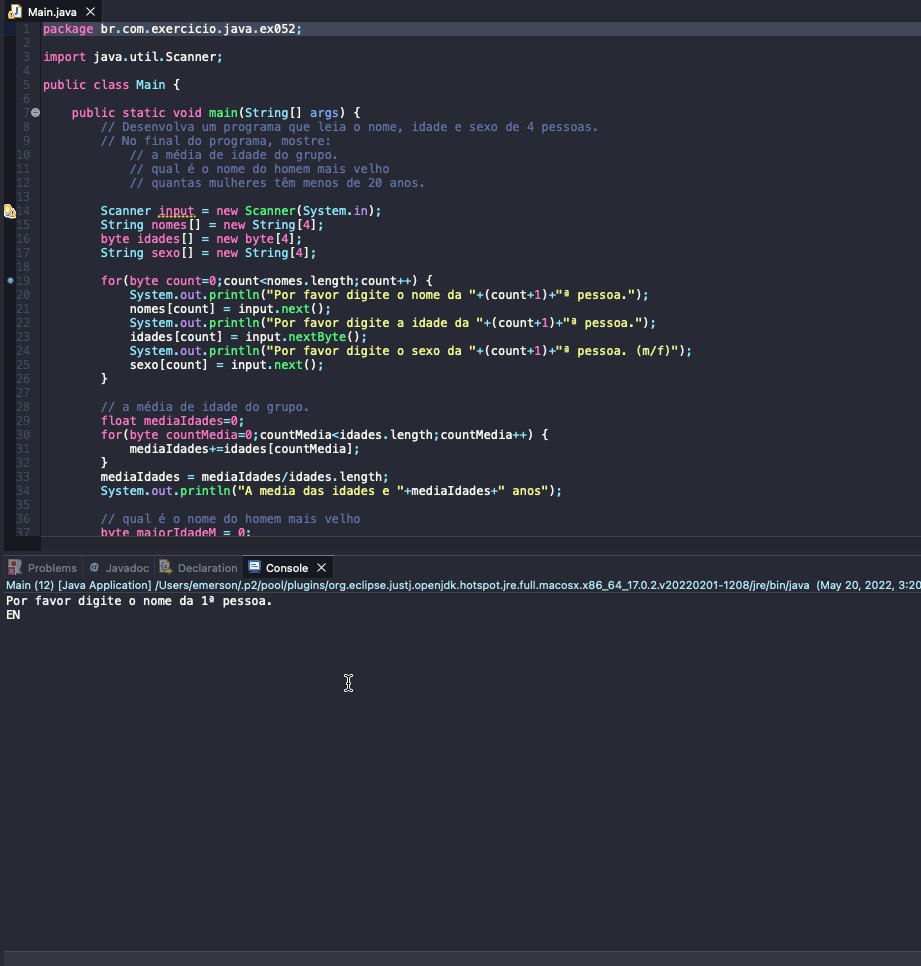 Main.java
1 package br.com.exercicio.java.ex052;
2
3 import java.util.Scanner;
4
5 public class Main {
6
7 public static void main(String[] args) {
8 // Desenvolva um programa que leia o nome, idade e sexo de 4 pessoas.
9 // No final do programa, mostre:
10 // a média de idade do grupo.
11 // qual é o nome do homem mais velho
12 // quantas mulheres têm menos de 20 anos.
13
14 Scanner input = new Scanner(System.in);
15 String nomes[] = new String[4];
16 byte idades[] = new byte[4];
17 String sexo[] = new String[4];
18
19 for(byte count=0;count<nomes.length;count++) {
20 System.out.println("Por favor digite o nome da "+(count+1)+"ª pessoa.");
21 nomes[count] = input.next();
22 System.out.println("Por favor digite a idade da "+(count+1)+"ª pessoa.");
23 idades[count] = input.nextByte();
24 System.out.println("Por favor digite o sexo da "+(count+1)+"ª pessoa. (m/f)");
25 sexo[count] = input.next();
26 }
27
28 // a média de idade do grupo.
29 float mediaIdades=0;
30 for(byte countMedia=0;countMedia<idades.length;countMedia++) {
31 mediaIdades+=idades[countMedia];
32 }
33 mediaIdades = mediaIdades/idades.length;
34 System.out.println("A media das idades e "+mediaIdades+" anos");
35
36 // qual é o nome do homem mais velho
37 byte maiorIdadeM = 0;
Problems Javadoc Declaration Console
Main (12) [Java Application] /Users/emerson/.p2/pool/plugins/org.eclipse.justj.openjdk.hotspot.jre.full.macosx.x86_64_17.0.2.v20220201-1208/jre/bin/java (May 20, 2022, 3:20
Por favor digite o nome da 1ª pessoa.
EN